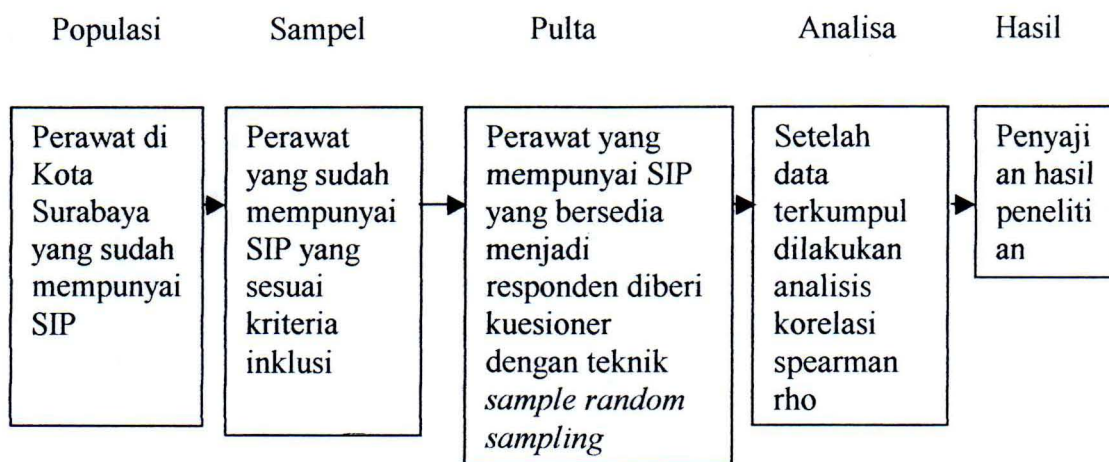 Populasi
Sampel
Pulta
Analisa
Hasil
Perawat di
Kota
Surabaya
yang sudah
mempunyai
SIP
Perawat
yang sudah
mempunyai
SIP yang
sesuai
kriteria
inklusi
Perawat yang
mempunyai SIP
yang bersedia
menjadi
responden diberi
kuesioner
dengan teknik
sample random
sampling
Setelah
data
terkumpul
dilakukan
analisis
korelasi
spearman
rho
Penyaji
an hasil
peneliti
an